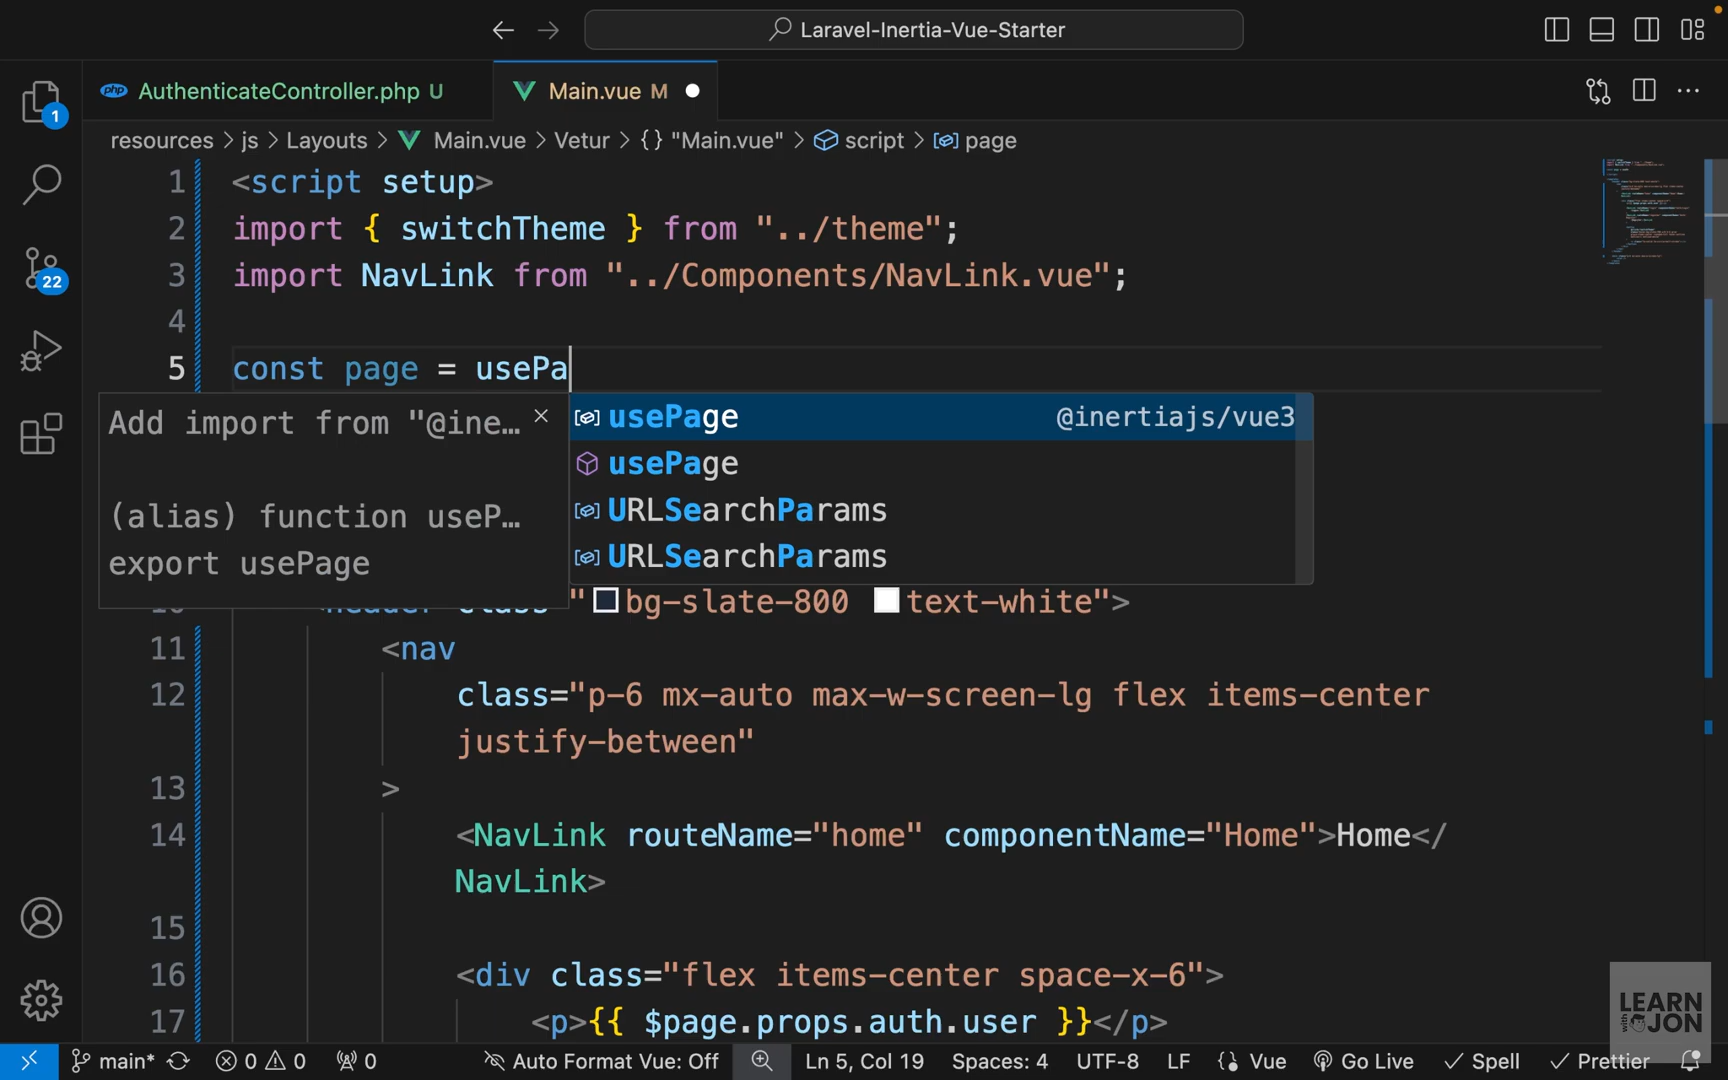 Laravel-Inertia-Vue-Starter
AuthenticateController.php U
Main.vue M
resources > js > Layouts > Main.vue > Vetur > {} "Main.vue" > script > page
1 <script setup>
2 import { switchTheme } from "../theme";
3 import NavLink from "../Components/NavLink.vue";
4
5 const page = usePa
Add import from "@ine…
(alias) function useP…
export usePage
usePage @inertiajs/vue3
usePage
URLSearchParams
URLSearchParams
bg-slate-800 text-white">
11 <nav
12 class="p-6 mx-auto max-w-screen-lg flex items-center
justify-between"
13 >
14 <NavLink routeName="home" componentName="Home">Home</
NavLink>
15
16 <div class="flex items-center space-x-6">
17 <p>{{ $page.props.auth.user }}</p>
1
22
php
LEARN
with JON
main* 0 0 0 Auto Format Vue: Off Ln 5, Col 19 Spaces: 4 UTF-8 LF Vue Go Live Spell Prettier